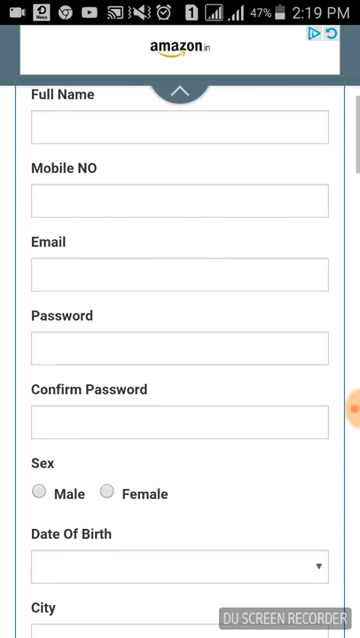 1
47%
2:19 PM
amazon.in
Full Name
Mobile NO
Email
Password
Confirm Password
Sex
Male Female
Date Of Birth
City
DU SCREEN RECORDER